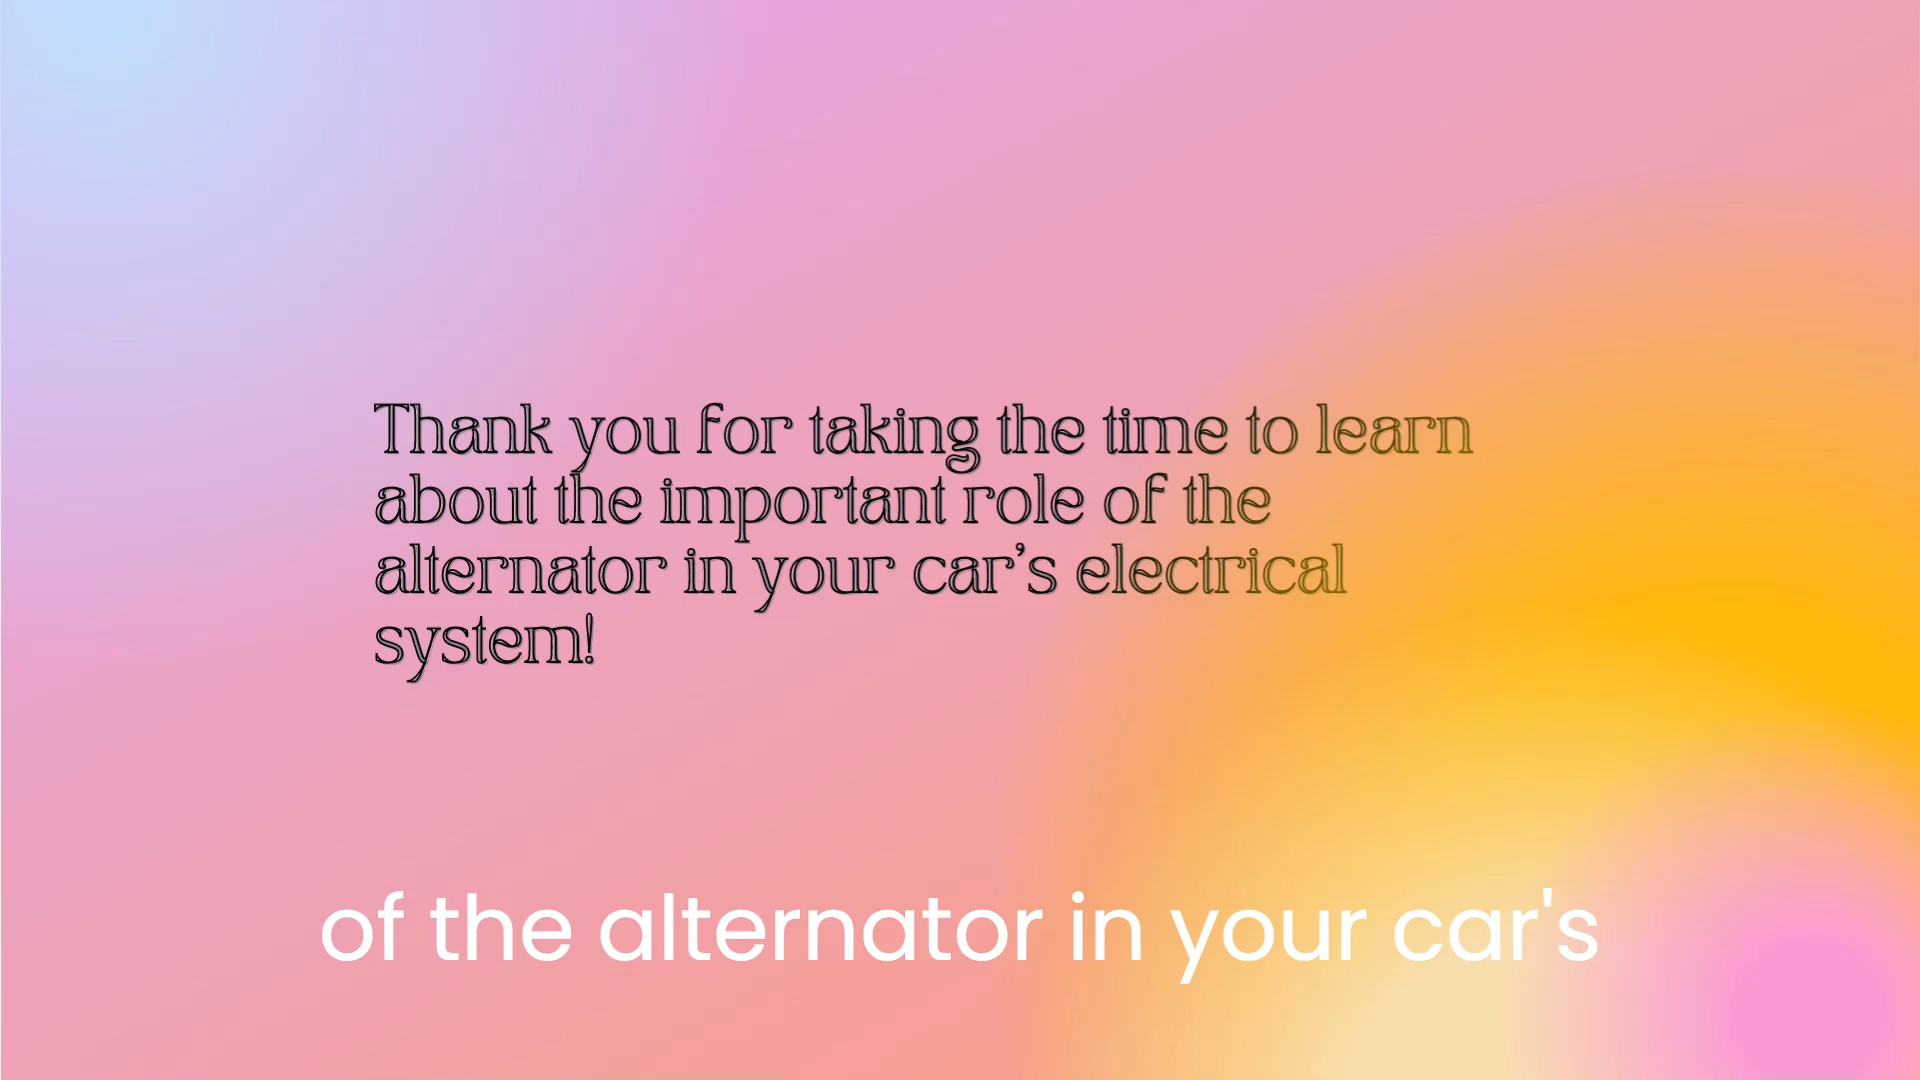 Thank you for taking the time to learn
about the important role of the
alternator in your car’s electrical
system!
of the alternator in your car's